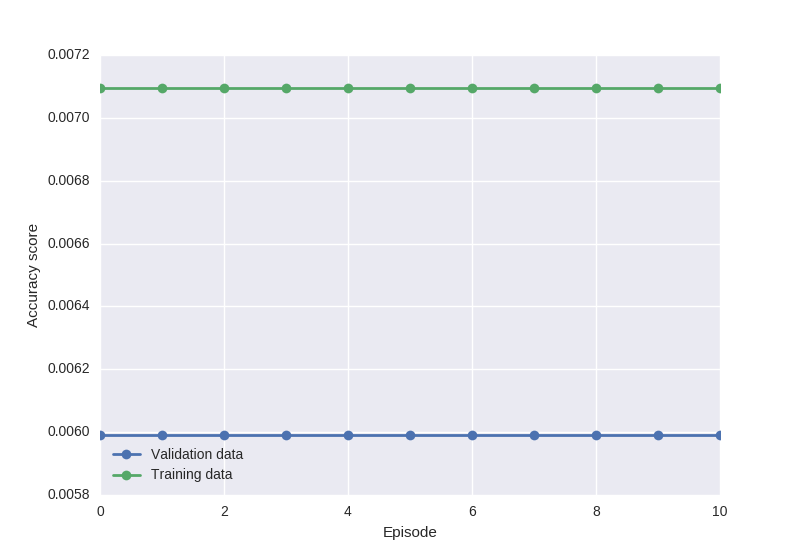 0.0072
0.0070
0.0068
0.0066
0.0064
0.0062
0.0060
0.0058
Accuracy score
Validation data
Training data
0 2 4 6 8 10
Episode